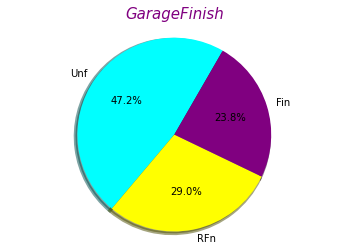 GarageFinish
Unf
47.2%
Fin
23.8%
29.0%
RFn